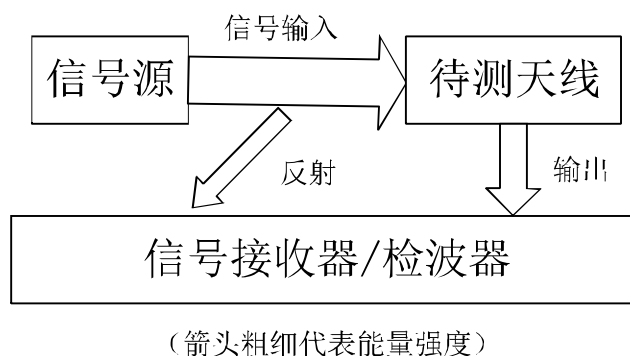 信号输入
信号源
待测天线
反射
输出
信号接收器/检波器
（箭头粗细代表能量强度）